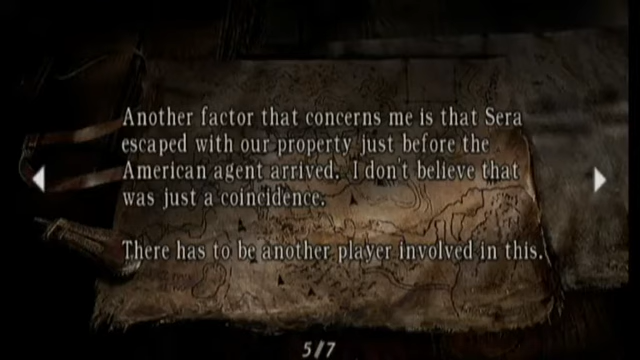 Another factor that concerns me is that Sera
escaped with our property just before the
American agent arrived. I don't believe that
was just a coincidence.
There has to be another player involved in this.
5/7